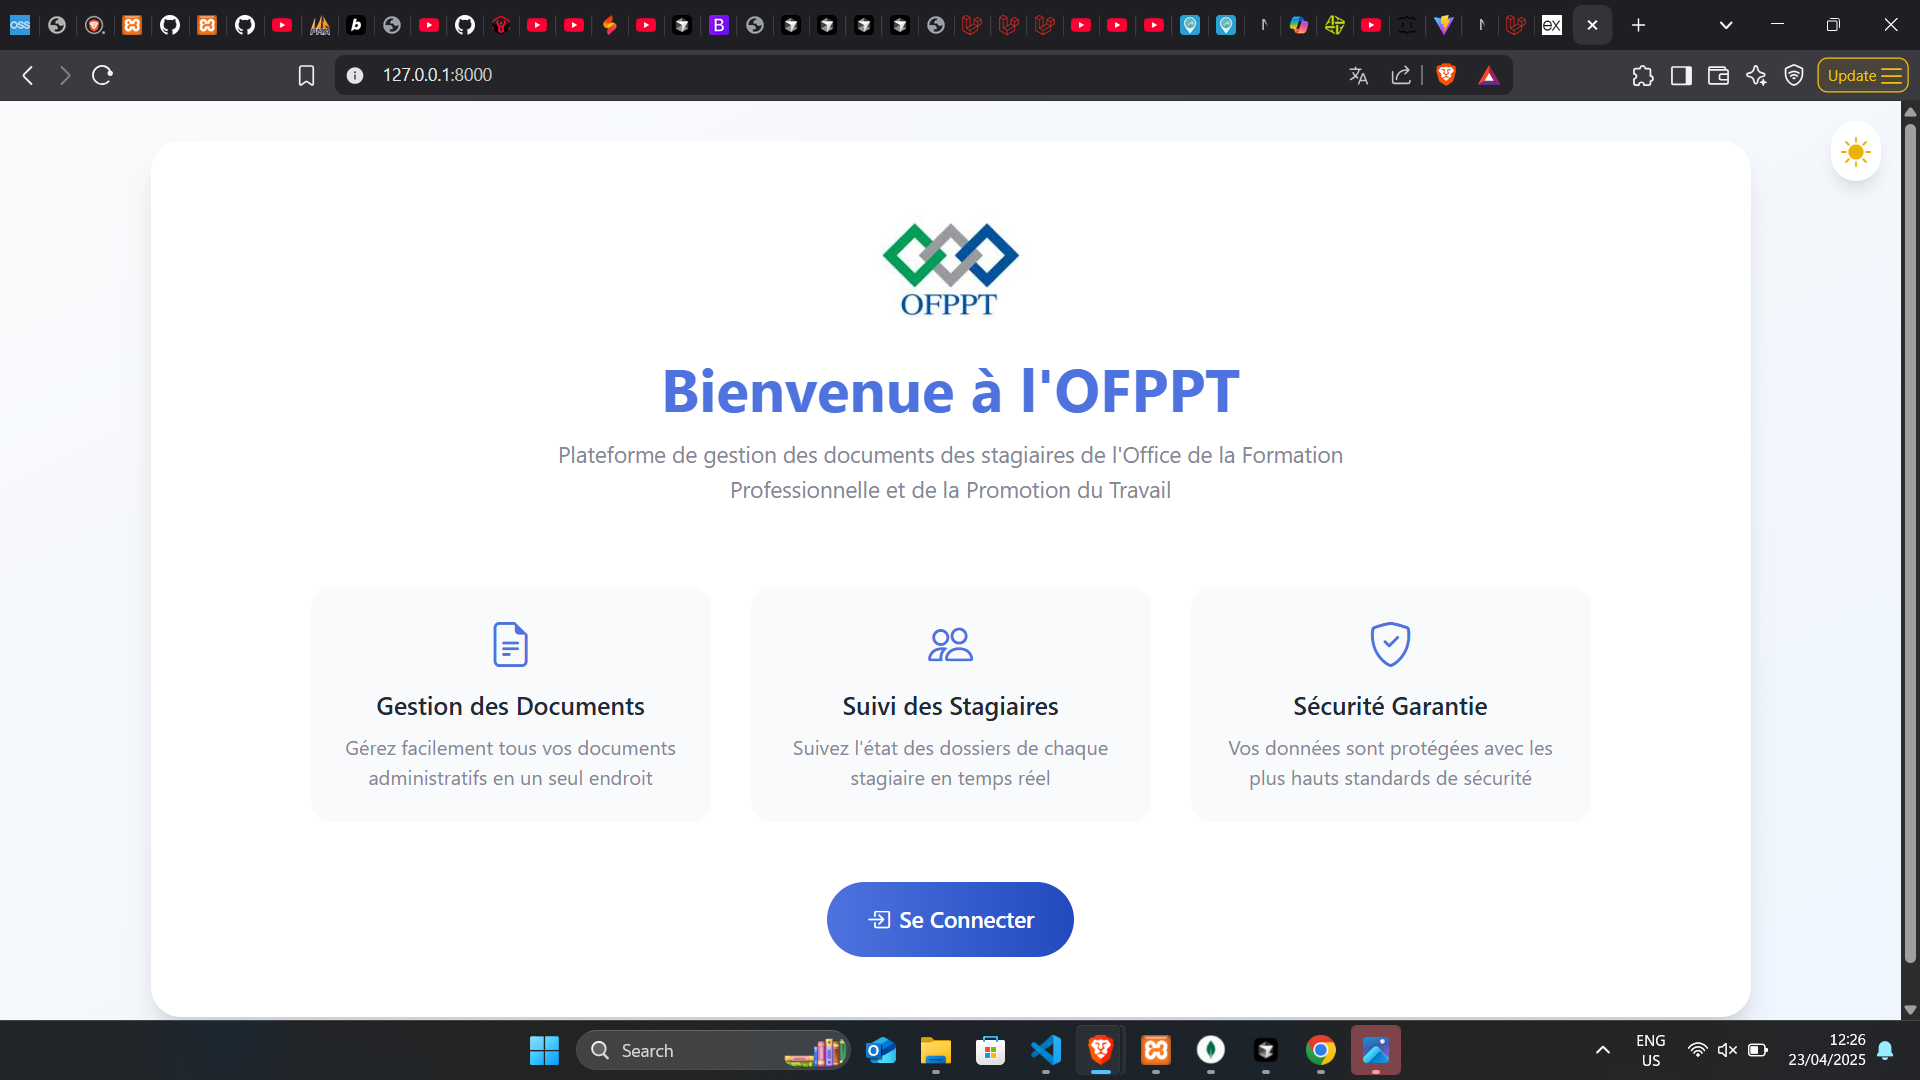 127.0.0.1:8000
Update
OFPPT
Bienvenue à l'OFPPT
Plateforme de gestion des documents des stagiaires de l'Office de la Formation
Professionnelle et de la Promotion du Travail
Gestion des Documents
Gérez facilement tous vos documents
administratifs en un seul endroit
Suivi des Stagiaires
Suivez l'état des dossiers de chaque
stagiaire en temps réel
Sécurité Garantie
Vos données sont protégées avec les
plus hauts standards de sécurité
Se Connecter
Search
ENG
US
12:26
23/04/2025